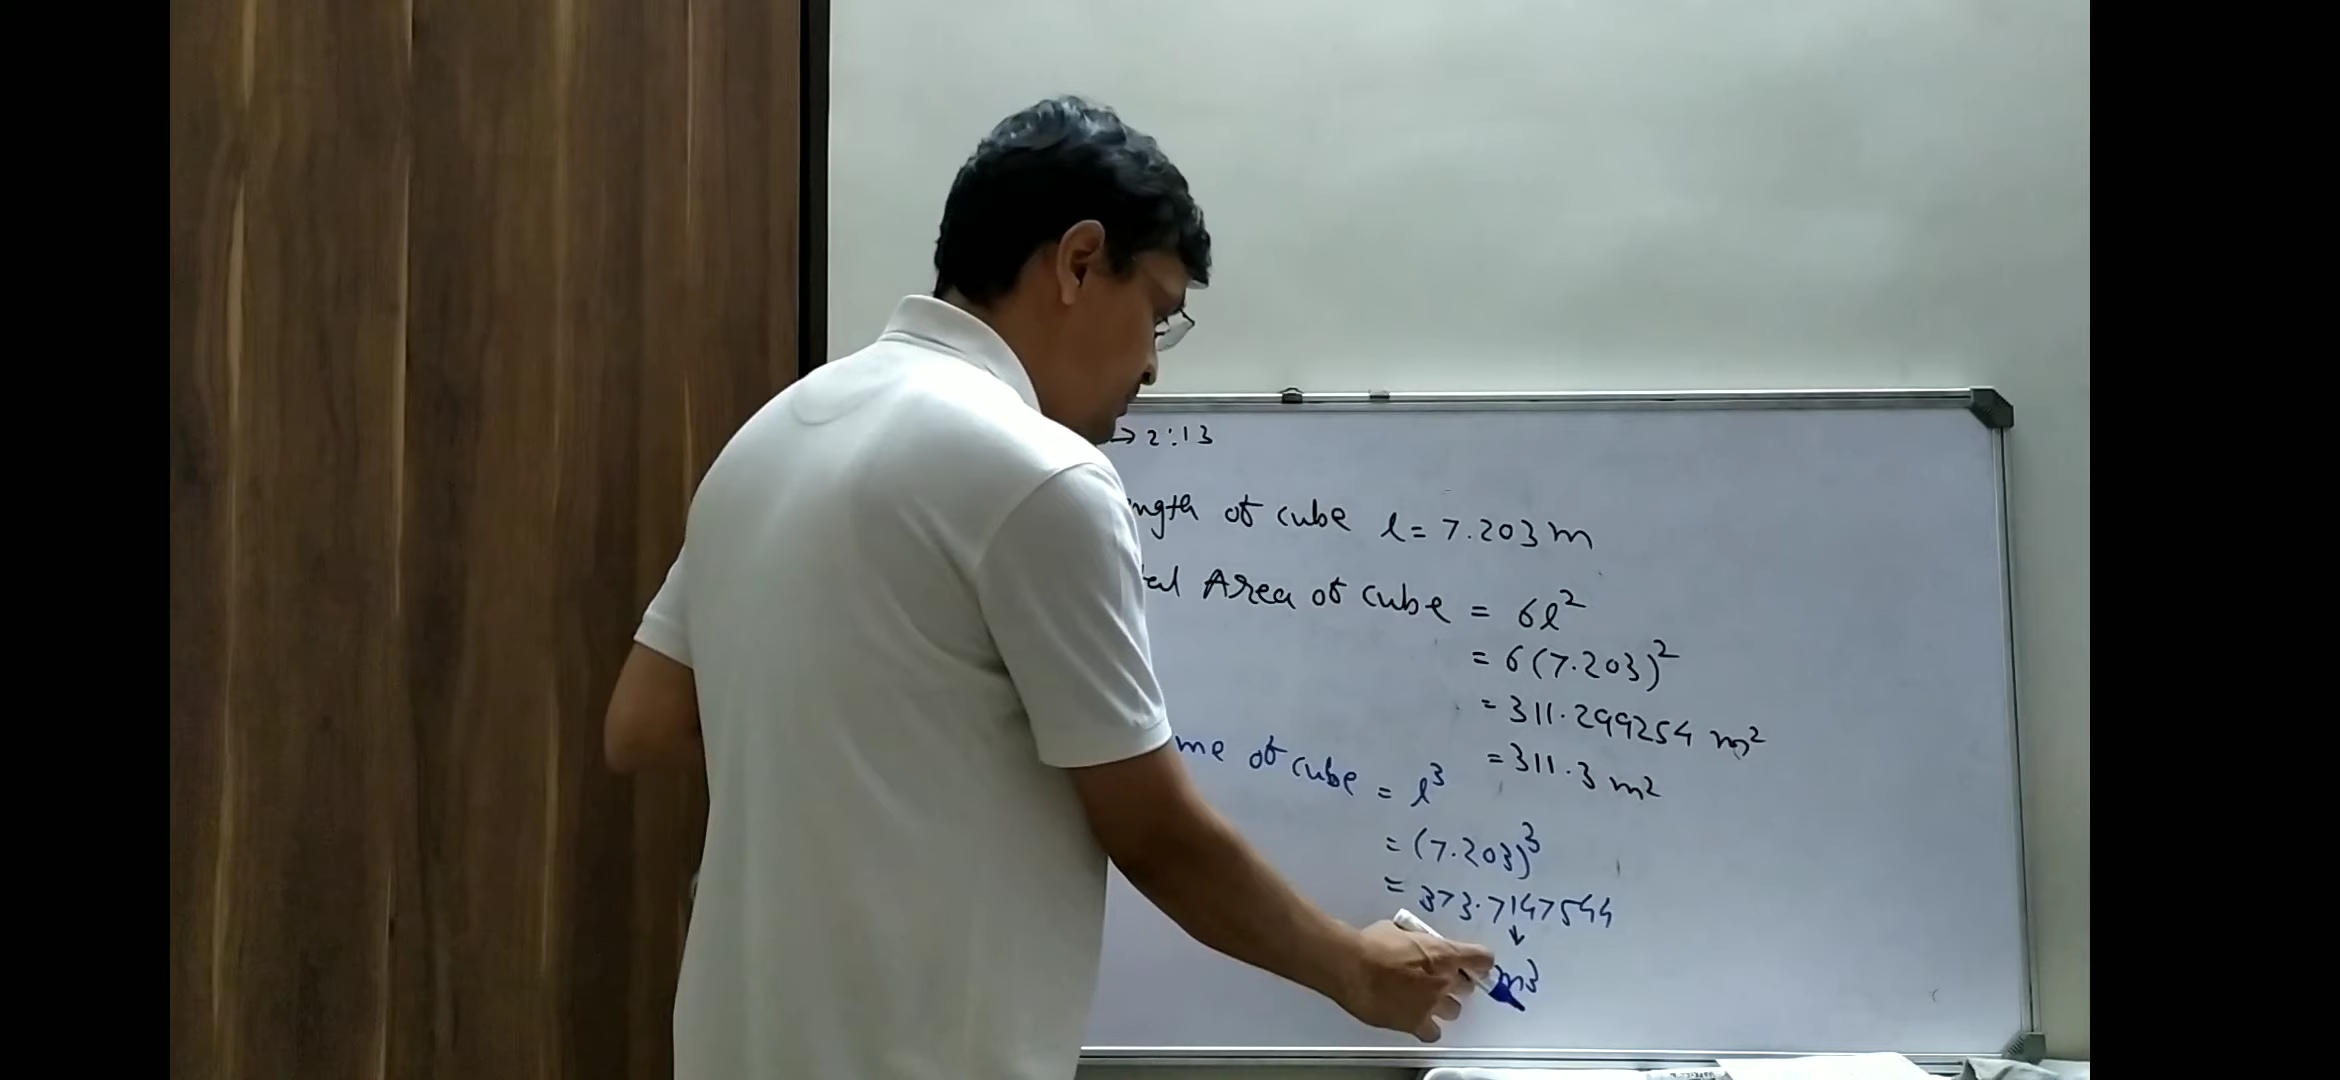 → 2:13
ngth of cube l = 7.203 m
Area of cube = 6l²
= 6(7.203)²
= 311.299254 m²
= 311.3 m²
me of cube = l³
= (7.203)³
= 373.7147544
↓
m³